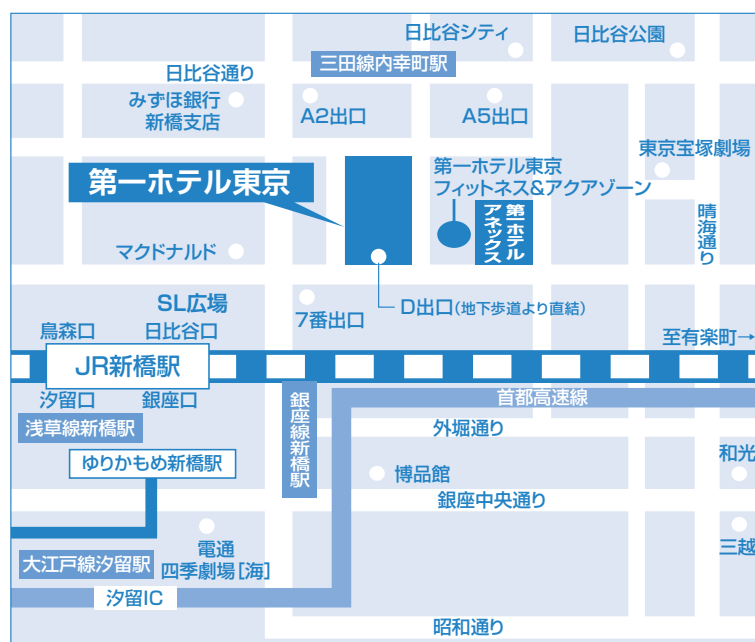 日比谷シティ
日比谷公園
三田線内幸町駅
日比谷通り
みずほ銀行
新橋支店
A2出口
A5出口
東京宝塚劇場
第一ホテル東京
第一ホテル東京
フィットネス&アクアゾーン
第一ホテル
アネックス
晴海通り
マクドナルド
SL広場
7番出口
D出口(地下歩道より直結)
烏森口
日比谷口
至有楽町→
JR新橋駅
汐留口
銀座口
首都高速線
浅草線新橋駅
銀座線新橋駅
外堀通り
ゆりかもめ新橋駅
博品館
和光
銀座中央通り
電通
四季劇場[海]
三越
大江戸線汐留駅
汐留IC
昭和通り